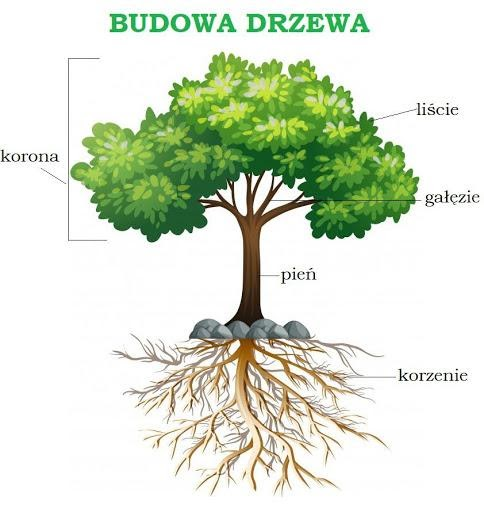 BUDOWA DRZEWA
liście
korona
gałęzie
pień
korzenie